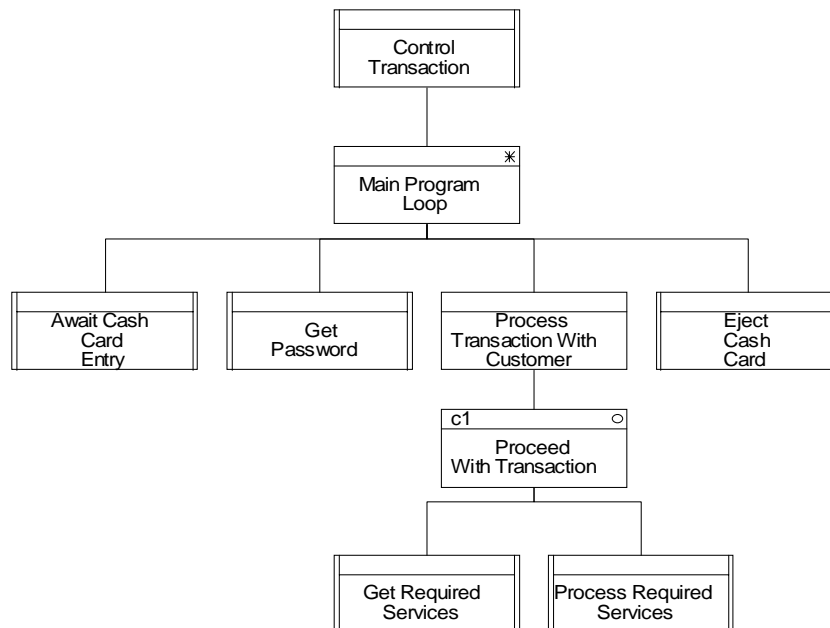 Control
Transaction
*
Main Program
Loop
Await Cash
Card
Entry
Get
Password
Process
Transaction With
Customer
Eject
Cash
Card
c1
Proceed
With Transaction
Get Required
Services
Process Required
Services